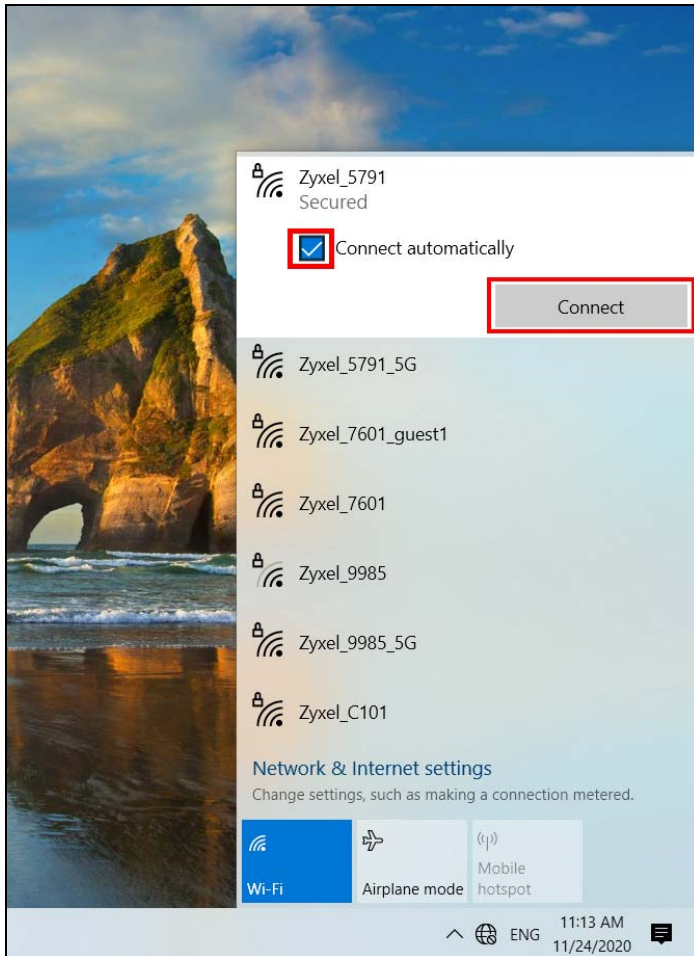 Zyxel_5791
Secured
Connect automatically
Connect
Zyxel_5791_5G
Zyxel_7601_guest1
Zyxel_7601
Zyxel_9985
Zyxel_9985_5G
Zyxel_C101
Network & Internet settings
Change settings, such as making a connection metered.
Wi-Fi
Airplane mode
Mobile
hotspot
ENG
11:13 AM
11/24/2020